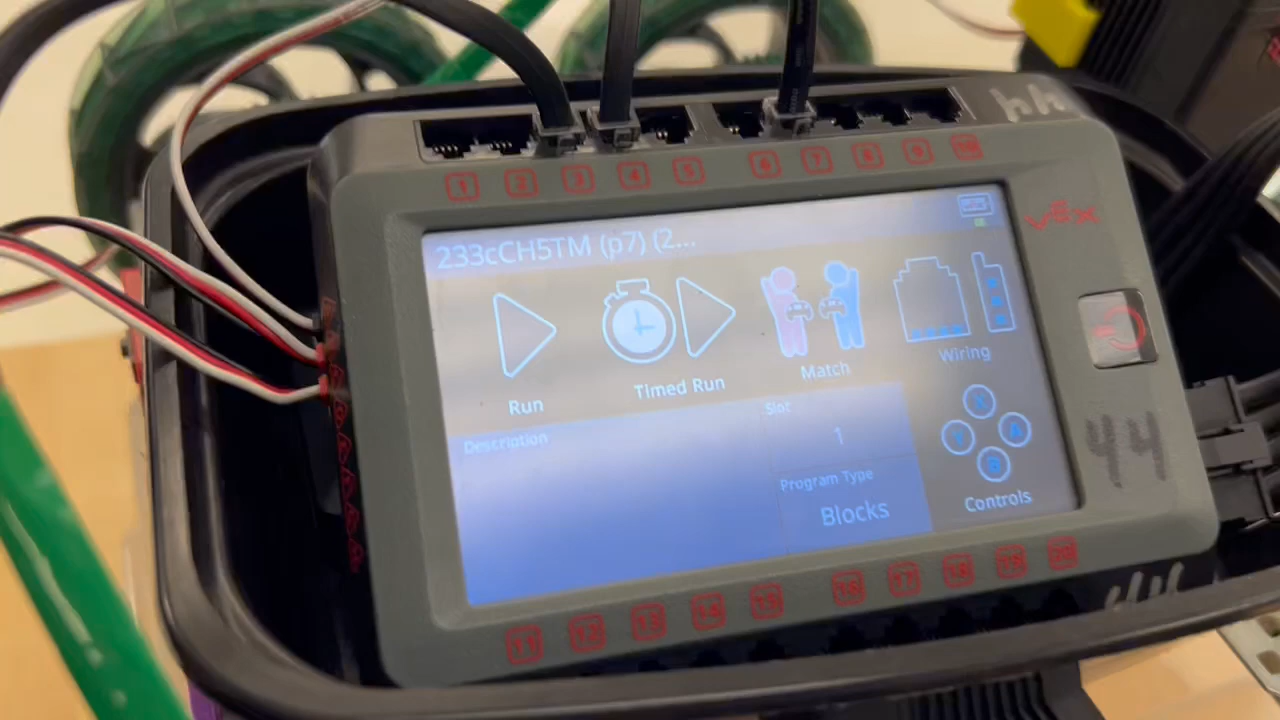 44
1 2 3 4 5 6 7 8 9 10
VEX
233cCH5TM (p7) (2...
Run
Timed Run
Match
Wiring
Description
Slot
1
Program Type
Blocks
X
Y
A
B
Controls
44
11 12 13 14 15 16 17 18 19 20
44